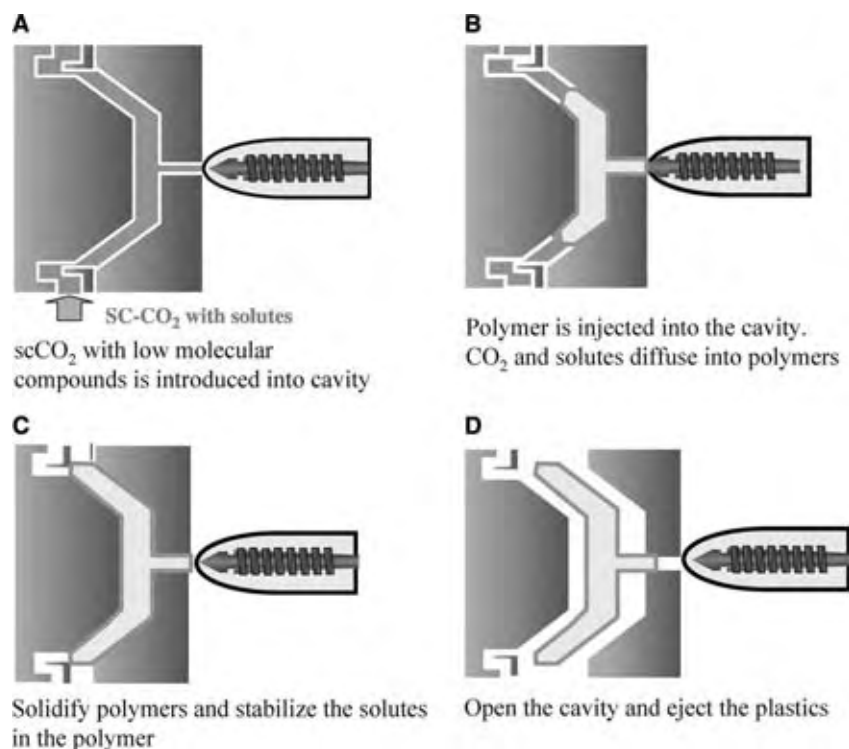 A
SC-CO₂ with solutes
scCO₂ with low molecular
compounds is introduced into cavity
B
Polymer is injected into the cavity.
CO₂ and solutes diffuse into polymers
C
Solidify polymers and stabilize the solutes
in the polymer
D
Open the cavity and eject the plastics